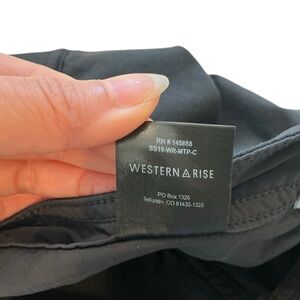 RN # 145888
SS19-WR-MTP-C
WESTERN RISE
PO Box 1326
Telluride, CO 81435-1326